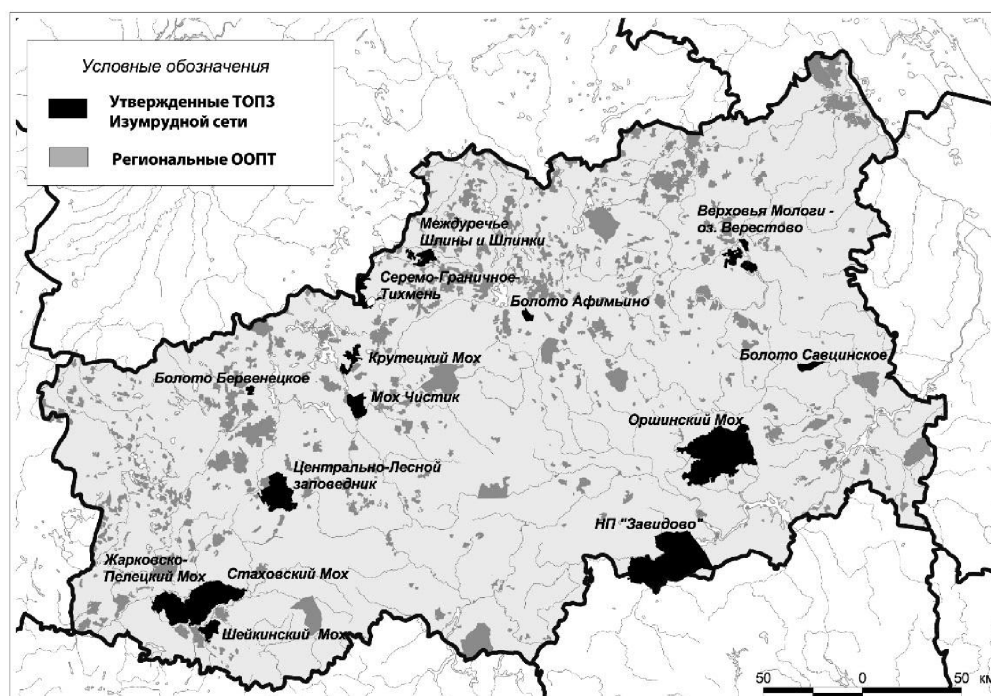 Условные обозначения
Утвержденные ТОПЗ
Изумрудной сети
Региональные ООПТ
Междуречье
Шлины и Шлинки
Верховья Мологи -
оз. Верестово
Серемо-Граничное-
Тихмень
Болото Афимьино
Крутецкий Мох
Болото Савцинское
Болото Бервенецкое
Мох Чистик
Оршинский Мох
Центрально-Лесной
заповедник
НП "Завидово"
Жарковско-
Пелецкий Мох
Стаховский Мох
Шейкинский Мох
50 0 50 км